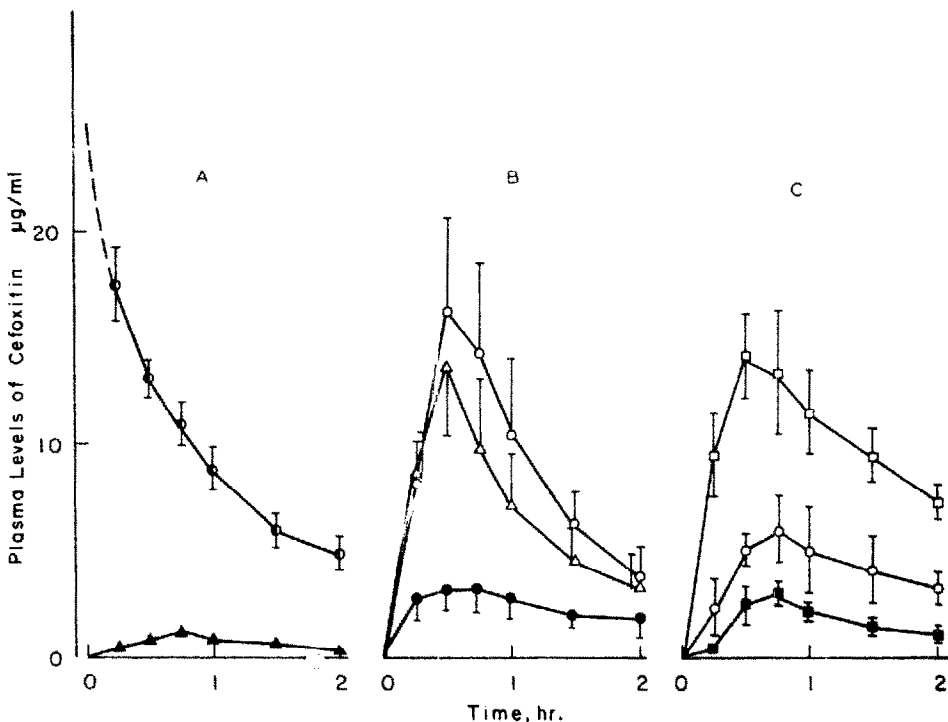 Plasma Levels of Cefoxitin µg/ml
20
10
0
A
B
C
0 1 2
0 1 2
0 1 2
Time, hr.